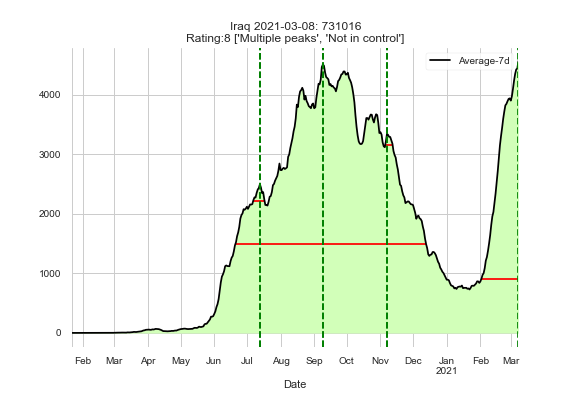 Iraq 2021-03-08: 731016
Rating:8 ['Multiple peaks', 'Not in control']
Average-7d
4000
3000
2000
1000
0
Feb Mar Apr May Jun Jul Aug Sep Oct Nov Dec Jan Feb Mar
2021
Date